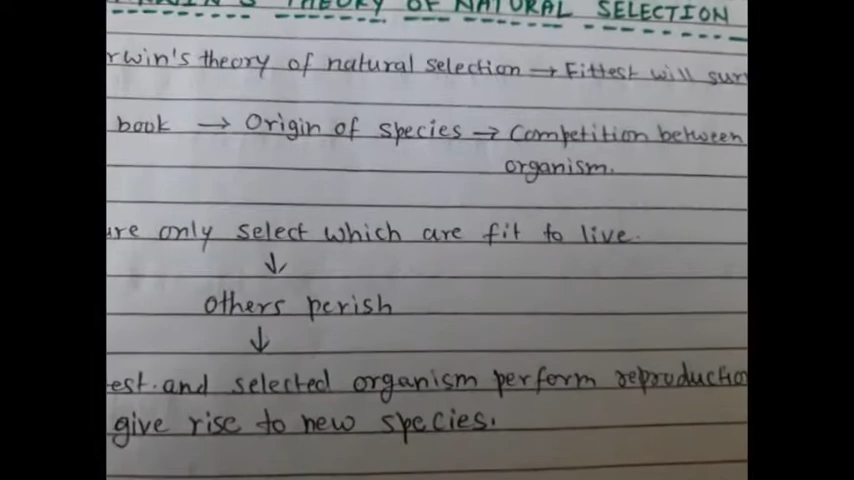 THEORY OF NATURAL SELECTION
rwin's theory of natural selection → Fittest will sur
book → Origin of species → Competition between
organism.
ure only select which are fit to live.
↓
others perish
↓
est and selected organism perform reproduction
give rise to new species.